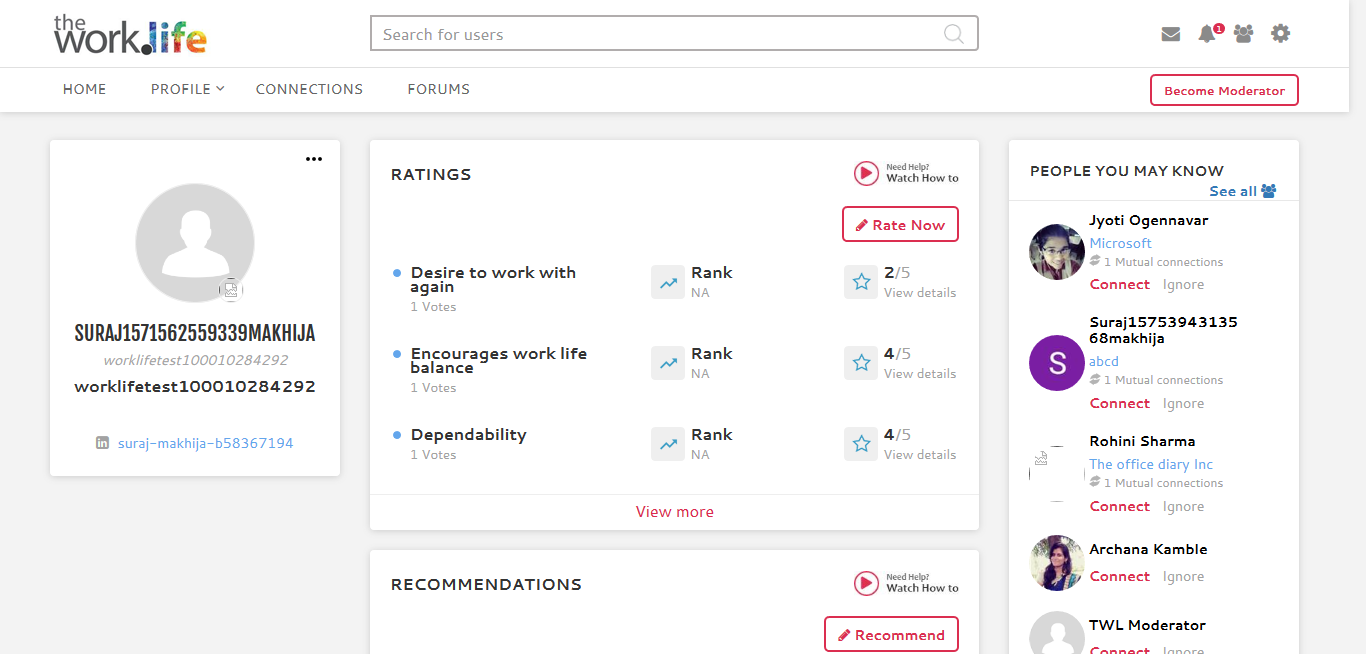 the
work.life
Search for users
1
HOME
PROFILE
CONNECTIONS
FORUMS
Become Moderator
SURAJ1571562559339MAKHIJA
worklifetest100010284292
worklifetest100010284292
in
suraj-makhija-b58367194
RATINGS
Need Help?
Watch How to
Rate Now
Desire to work with
again
1 Votes
Rank
NA
2/5
View details
Encourages work life
balance
1 Votes
Rank
NA
4/5
View details
Dependability
1 Votes
Rank
NA
4/5
View details
View more
RECOMMENDATIONS
Need Help?
Watch How to
Recommend
PEOPLE YOU MAY KNOW
See all
Jyoti Ogennavar
Microsoft
1 Mutual connections
Connect Ignore
S
Suraj15753943135
68makhija
abcd
1 Mutual connections
Connect Ignore
Rohini Sharma
The office diary Inc
1 Mutual connections
Connect Ignore
Archana Kamble
Connect Ignore
TWL Moderator
Connect Ignore